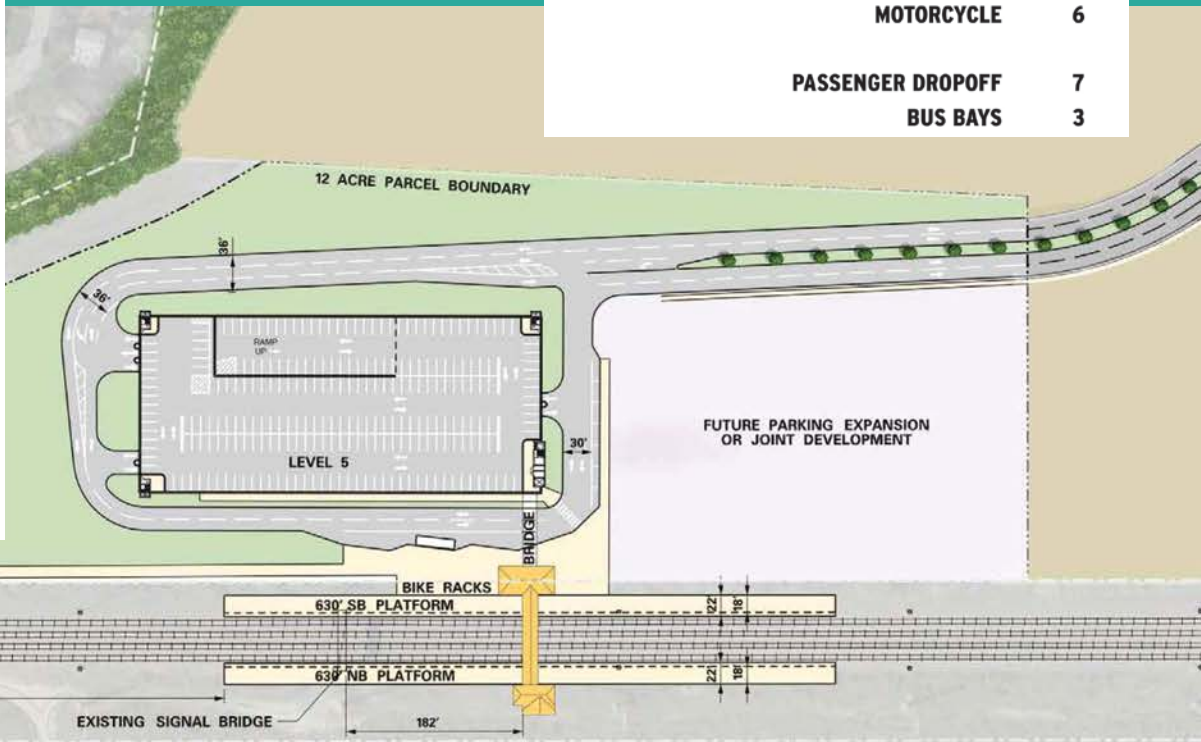 MOTORCYCLE 6
PASSENGER DROPOFF 7
BUS BAYS 3
12 ACRE PARCEL BOUNDARY
36'
36'
RAMP
UP
FUTURE PARKING EXPANSION
OR JOINT DEVELOPMENT
LEVEL 5
30'
BRIDGE
BIKE RACKS
630' SB PLATFORM
22'
18'
630' NB PLATFORM
22'
18'
EXISTING SIGNAL BRIDGE
182'